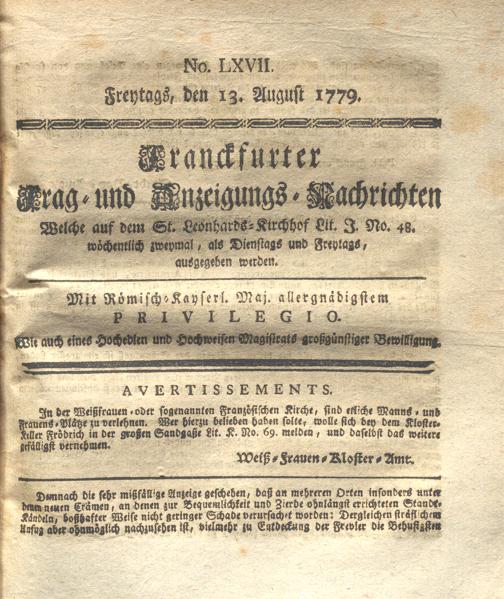 No. LXVII.
Freytags, den 13. August 1779.
Franckfurter
Frag- und Anzeigungs-Nachrichten
Welche auf dem St. Leonhards-Kirchhof Lit. J. No. 48.
wöchentlich zweymal, als Dienstags und Freytags,
ausgegeben werden.
Mit Römisch-Kayserl. Maj. allergnädigstem
PRIVILEGIO.
Wie auch eines Hochedlen und Hochweisen Magistrats großgünstiger Bewilligung.
AVERTISSEMENTS.
In der Weißfrauen- oder sogenannten Französischen Kirche, sind etliche Manns- und
Frauens-Plätze zu verlehnen. Wer hierzu belieben haben solte, wolle sich bey dem Kloster-
Keller Frödrich in der großen Sandgaße Lit. K. No. 69. melden, und daselbst das weitere
gefälligst vernehmen.
Weiß-Frauen-Kloster-Amt.
Demnach die sehr mißfällige Anzeige geschehen, daß an mehreren Orten insonders unter
denen neuen Crämen, an denen zur Bequemlichkeit und Zierde ohnlängst errichteten Stands-
Kändeln, boßhafter Weise nicht geringer Schade verursachet worden: Dergleichen sträflichem
Unfug aber ohnmöglich nachzusehen ist, vielmehr zu Entdeckung der Frevler die Behufigsten